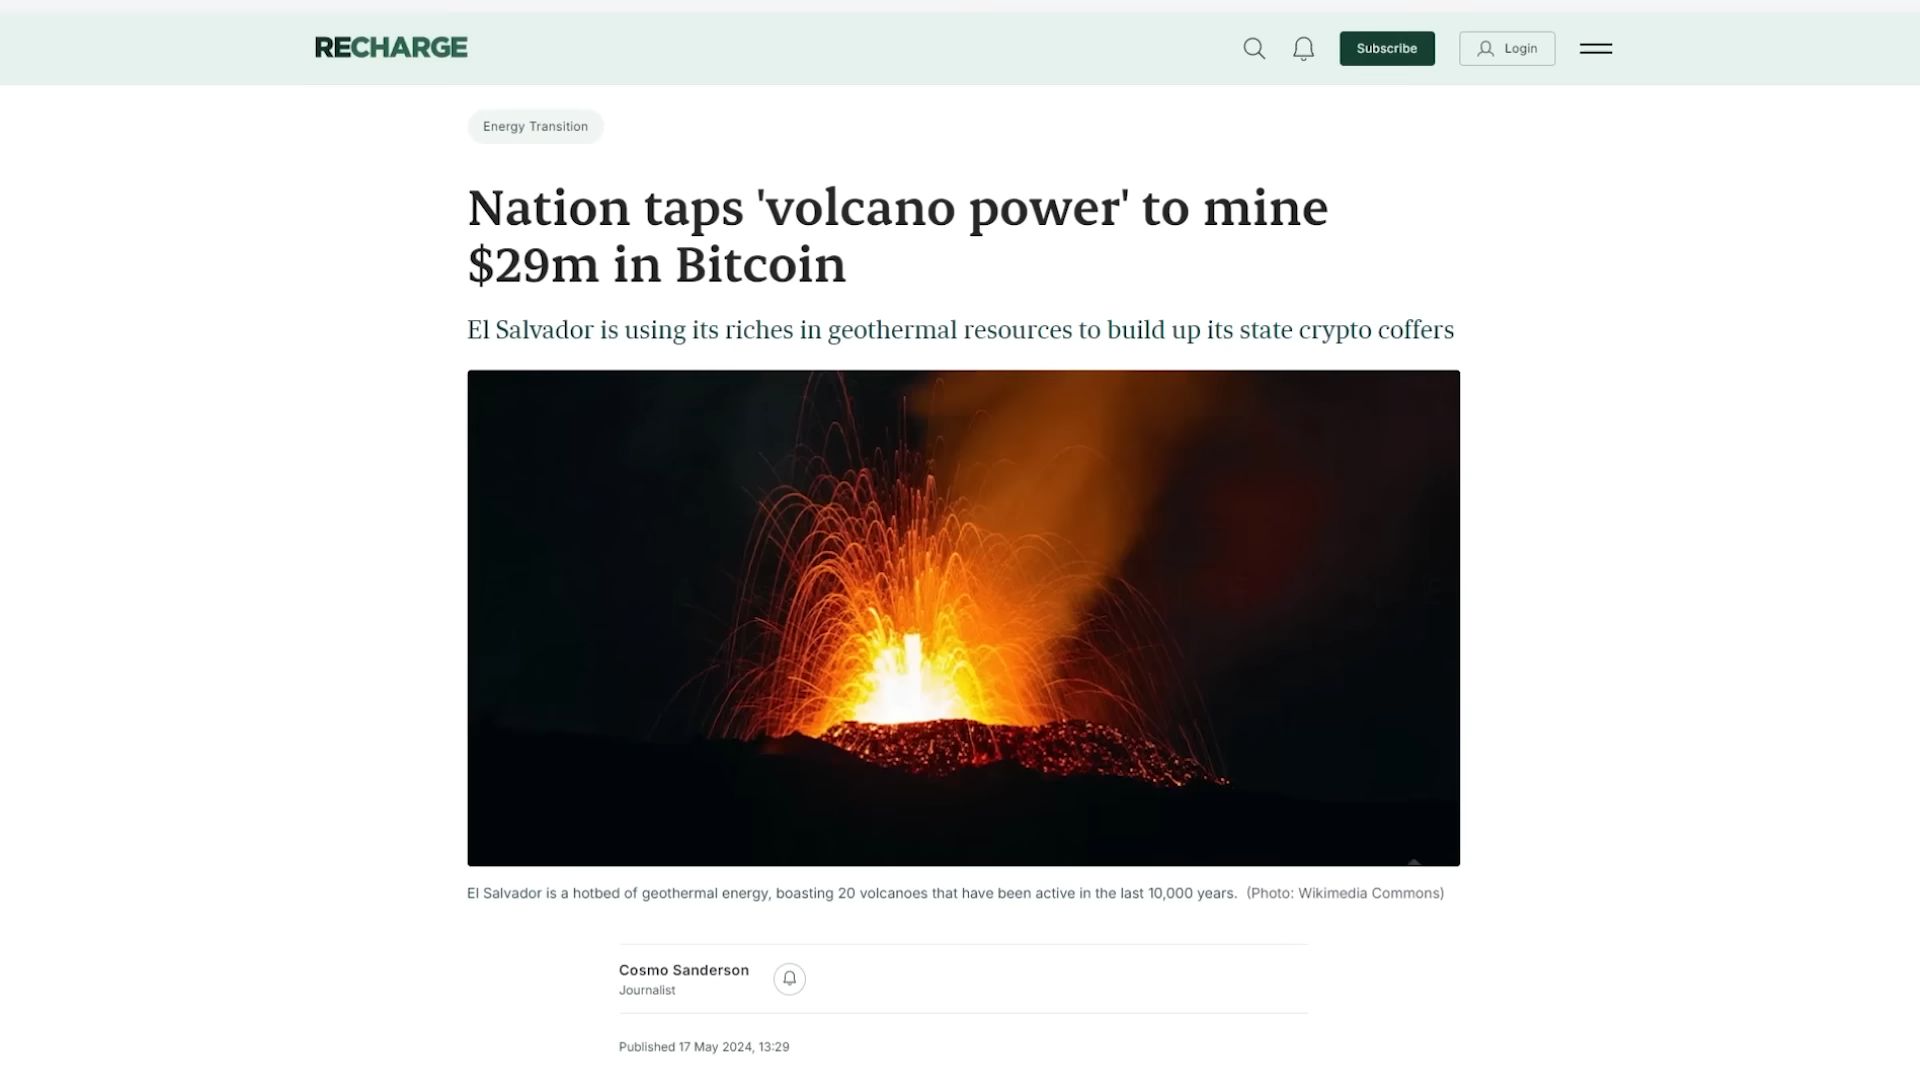 RECHARGE
Subscribe
Login
Energy Transition
Nation taps 'volcano power' to mine
$29m in Bitcoin
El Salvador is using its riches in geothermal resources to build up its state crypto coffers
El Salvador is a hotbed of geothermal energy, boasting 20 volcanoes that have been active in the last 10,000 years. (Photo: Wikimedia Commons)
Cosmo Sanderson
Journalist
Published 17 May 2024, 13:29